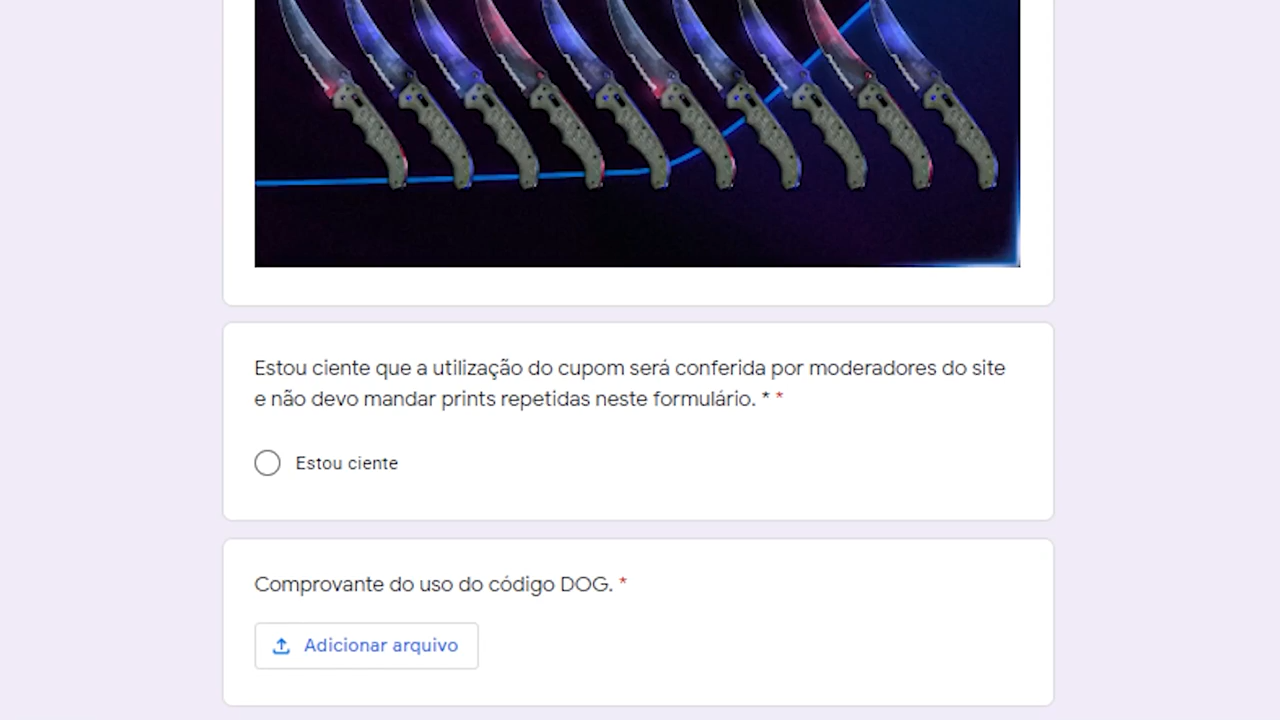 Estou ciente que a utilização do cupom será conferida por moderadores do site
e não devo mandar prints repetidas neste formulário. * *
Estou ciente
Comprovante do uso do código DOG. *
Adicionar arquivo